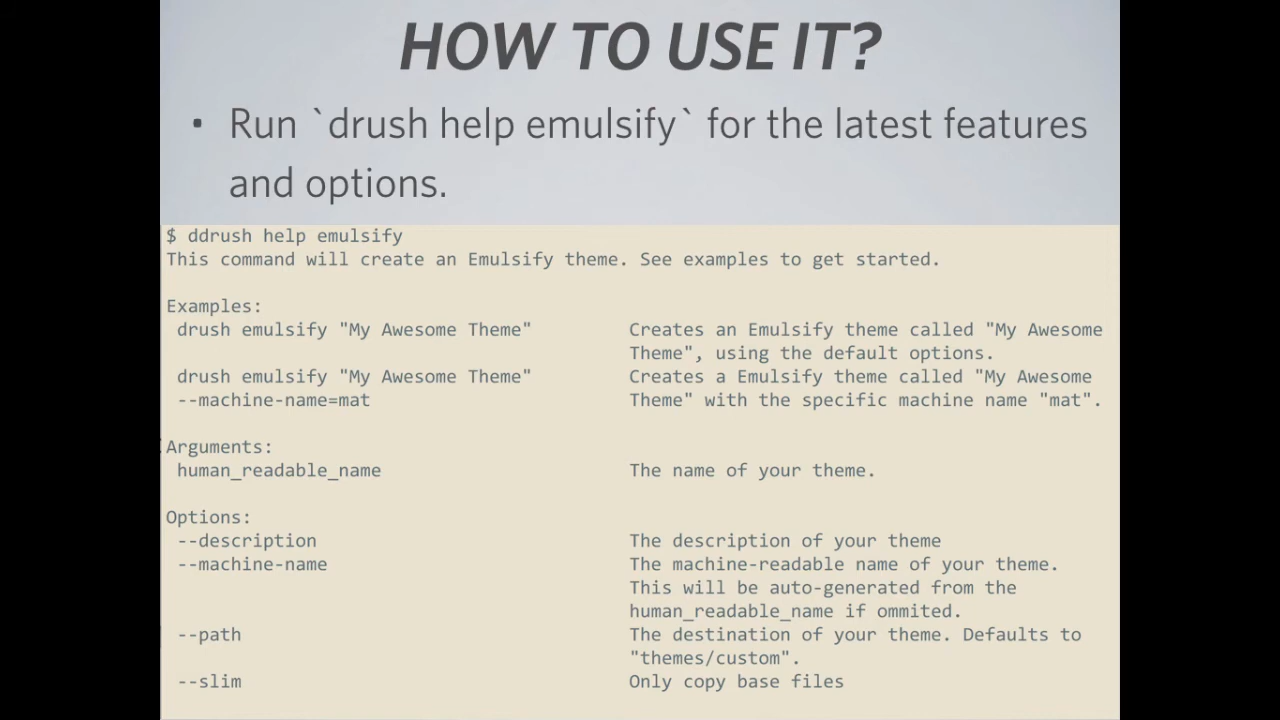 HOW TO USE IT?
• Run `drush help emulsify` for the latest features
and options.
$ ddrush help emulsify
This command will create an Emulsify theme. See examples to get started.
Examples:
drush emulsify "My Awesome Theme" Creates an Emulsify theme called "My Awesome
Theme", using the default options.
drush emulsify "My Awesome Theme" Creates a Emulsify theme called "My Awesome
--machine-name=mat Theme" with the specific machine name "mat".
Arguments:
human_readable_name The name of your theme.
Options:
--description The description of your theme
--machine-name The machine-readable name of your theme.
This will be auto-generated from the
human_readable_name if ommited.
--path The destination of your theme. Defaults to
"themes/custom".
--slim Only copy base files